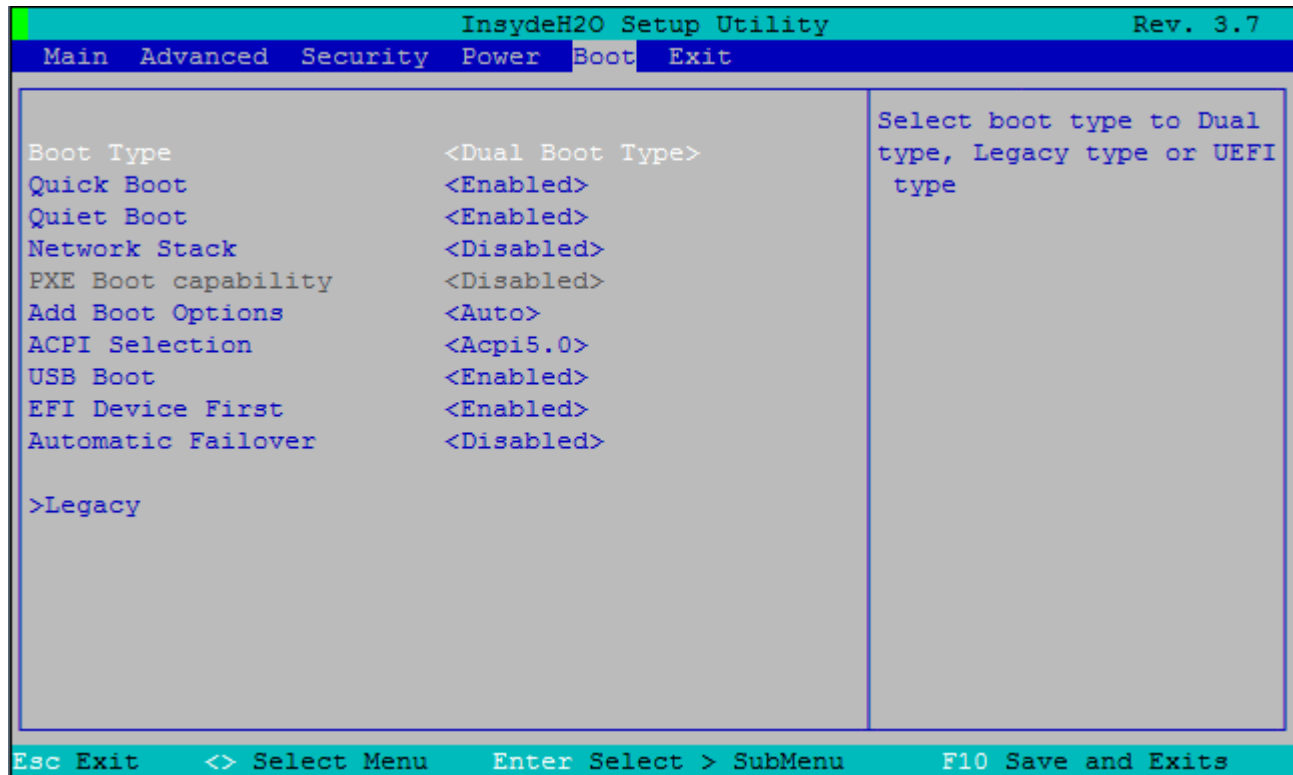 InsydeH2O Setup Utility Rev. 3.7
Main Advanced Security Power Boot Exit
Boot Type <Dual Boot Type>
Quick Boot <Enabled>
Quiet Boot <Enabled>
Network Stack <Disabled>
PXE Boot capability <Disabled>
Add Boot Options <Auto>
ACPI Selection <Acpi5.0>
USB Boot <Enabled>
EFI Device First <Enabled>
Automatic Failover <Disabled>
>Legacy
Select boot type to Dual
type, Legacy type or UEFI
type
Esc Exit <> Select Menu Enter Select > SubMenu F10 Save and Exits